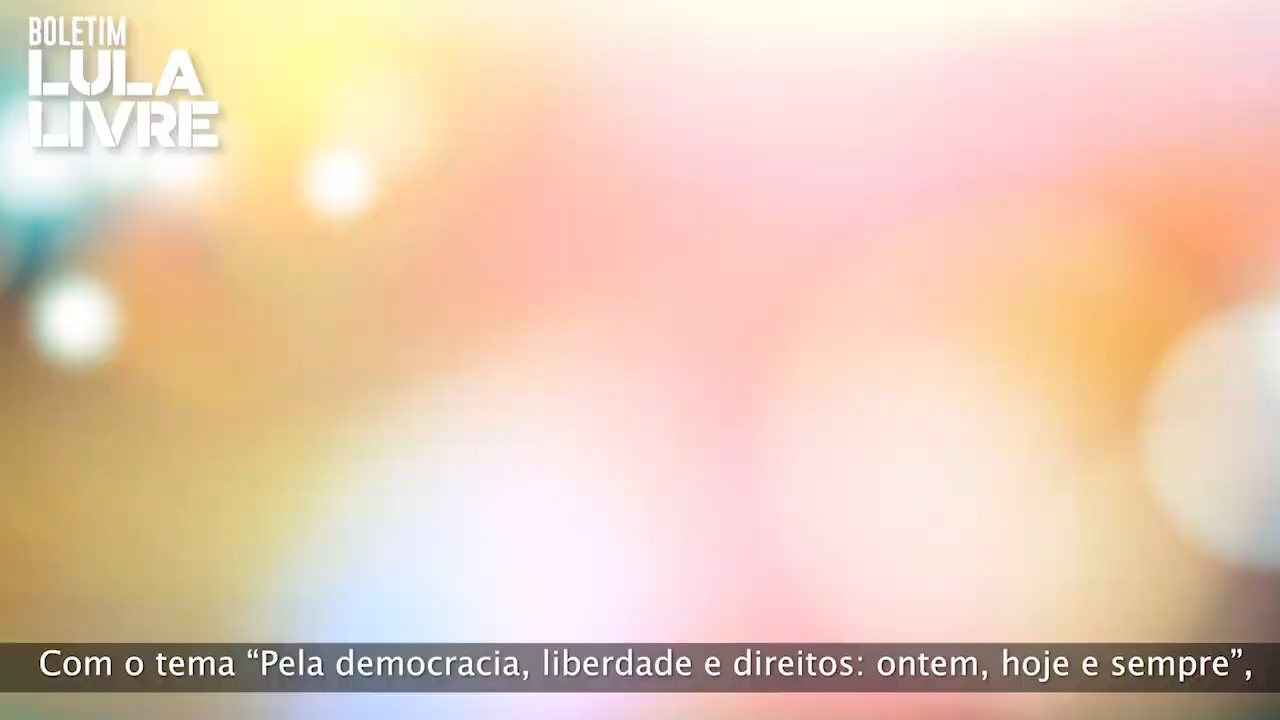 BOLETIM
LULA
LIVRE
Com o tema “Pela democracia, liberdade e direitos: ontem, hoje e sempre”,